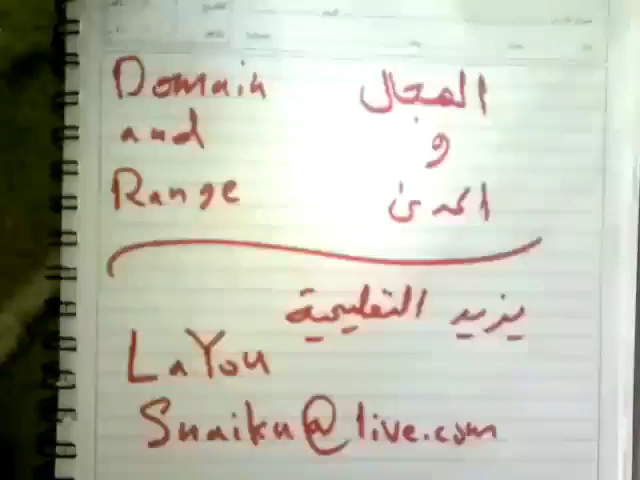 Domain المجال
and و
Range المدى
يزيد التعليمية
LaYou
Snaiku@live.com